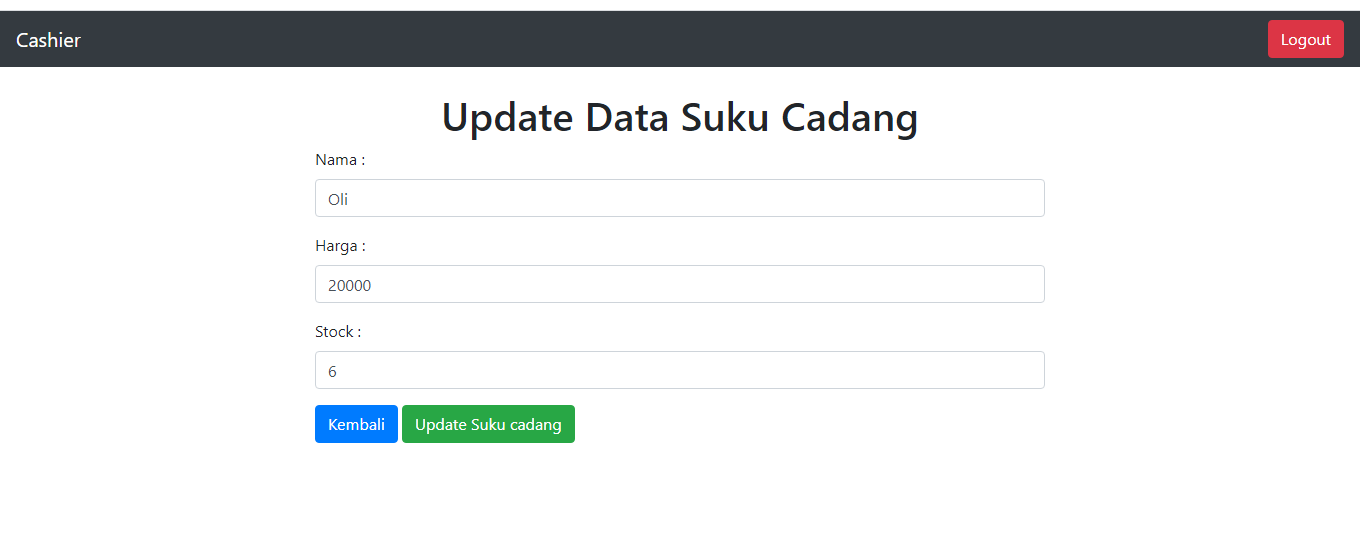 Cashier
Logout
Update Data Suku Cadang
Nama :
Oli
Harga :
20000
Stock :
6
Kembali
Update Suku cadang